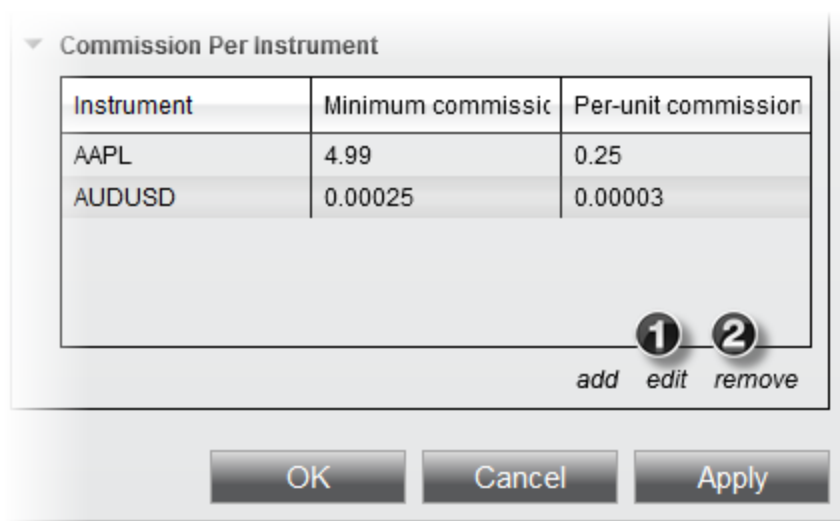 Commission Per Instrument
Instrument Minimum commissic Per-unit commission
AAPL 4.99 0.25
AUDUSD 0.00025 0.00003
1 2
add edit remove
OK Cancel Apply